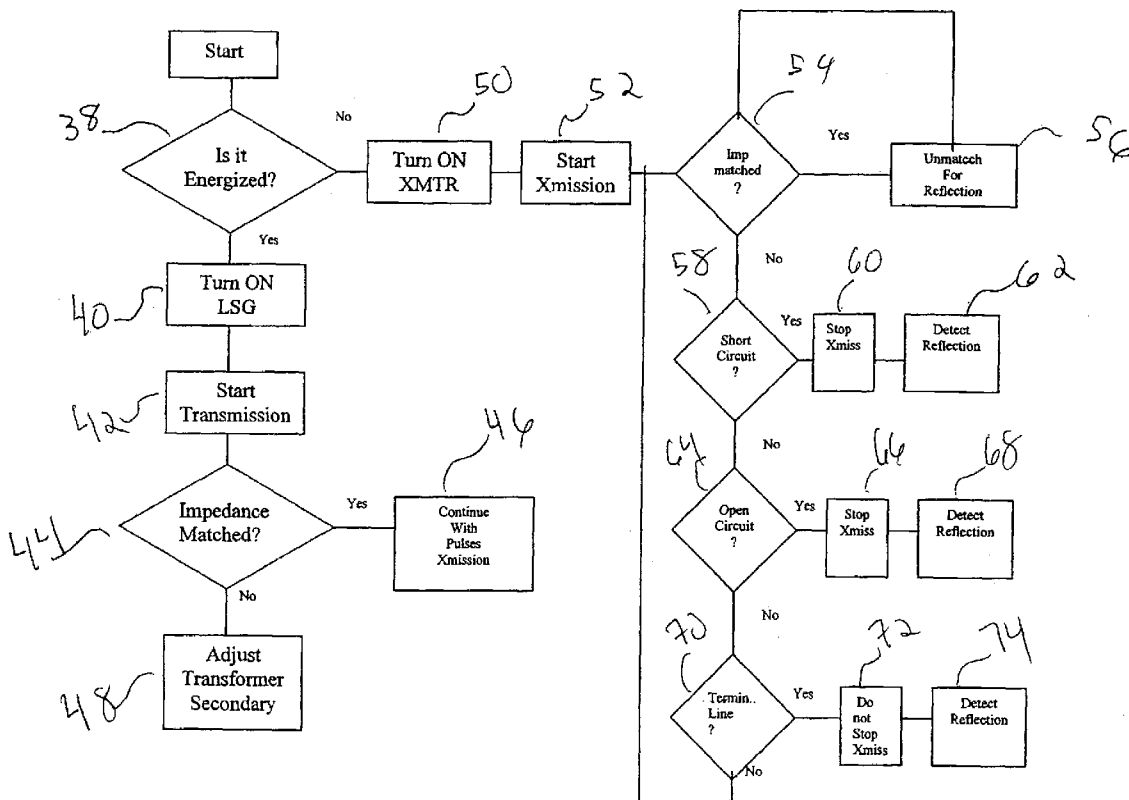 Start
38
Is it
Energized?
No
50
Turn ON
XMTR
52
Start
Xmission
54
Imp
matched
?
Yes
56
Unmatech
For
Reflection
Yes
40
Turn ON
LSG
42
Start
Transmission
44
Impedance
Matched?
Yes
46
Continue
With
Pulses
Xmission
No
48
Adjust
Transformer
Secondary
No
58
Short
Circuit
?
Yes
60
Stop
Xmiss
62
Detect
Reflection
No
64
Open
Circuit
?
Yes
66
Stop
Xmiss
68
Detect
Reflection
No
70
Termin..
Line
?
Yes
72
Do
not
Stop
Xmiss
74
Detect
Reflection
No